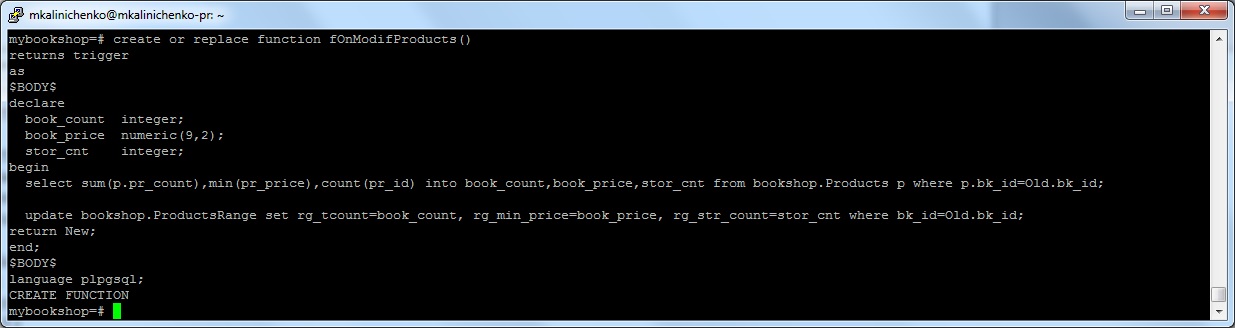 mkalinichenko@mkalinichenko-pr: ~
mybookshop=# create or replace function fOnModifProducts()
returns trigger
as
$BODY$
declare
  book_count  integer;
  book_price  numeric(9,2);
  stor_cnt    integer;
begin
  select sum(p.pr_count),min(pr_price),count(pr_id) into book_count,book_price,stor_cnt from bookshop.Products p where p.bk_id=Old.bk_id;

  update bookshop.ProductsRange set rg_tcount=book_count, rg_min_price=book_price, rg_str_count=stor_cnt where bk_id=Old.bk_id;
return New;
end;
$BODY$
language plpgsql;
CREATE FUNCTION
mybookshop=#